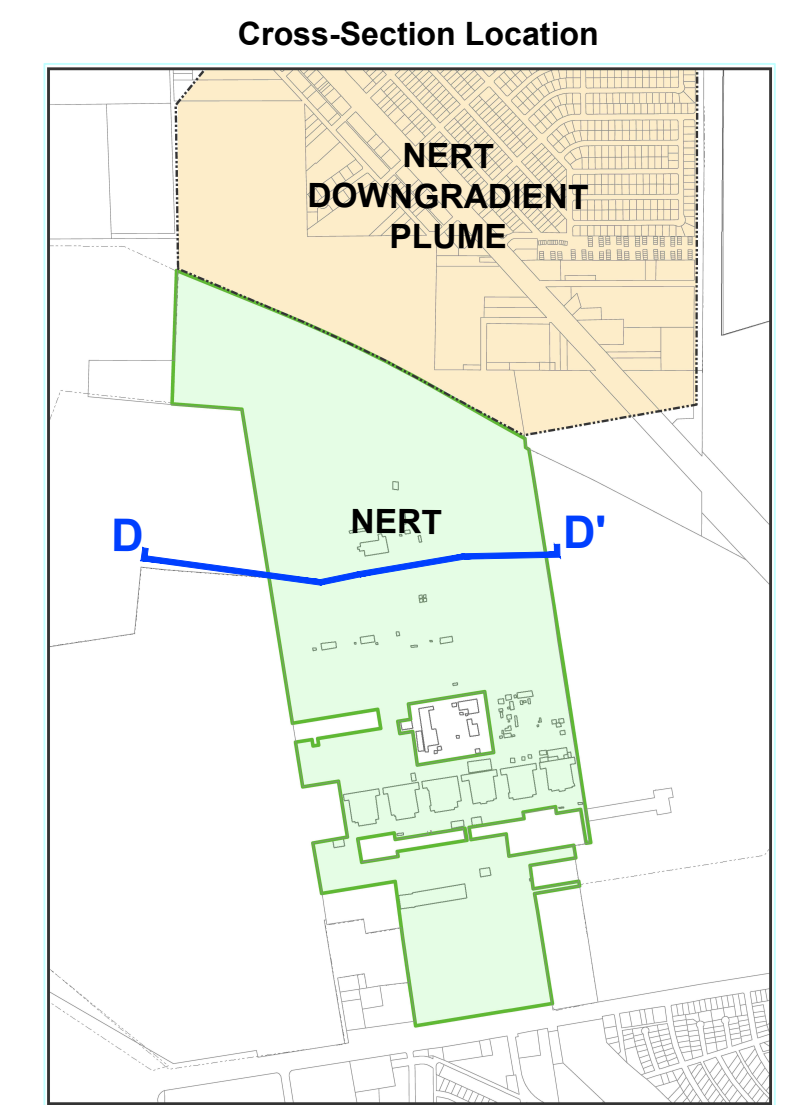 Cross-Section Location
NERT
DOWNGRADIENT
PLUME
NERT
D
D'